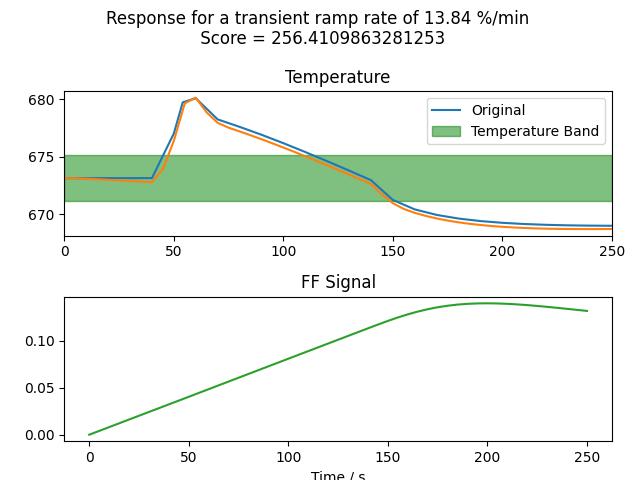 Response for a transient ramp rate of 13.84 %/min
Score = 256.4109863281253
Temperature
680
675
670
Original
Temperature Band
0 50 100 150 200 250
FF Signal
0.10
0.05
0.00
0 50 100 150 200 250
Time / s